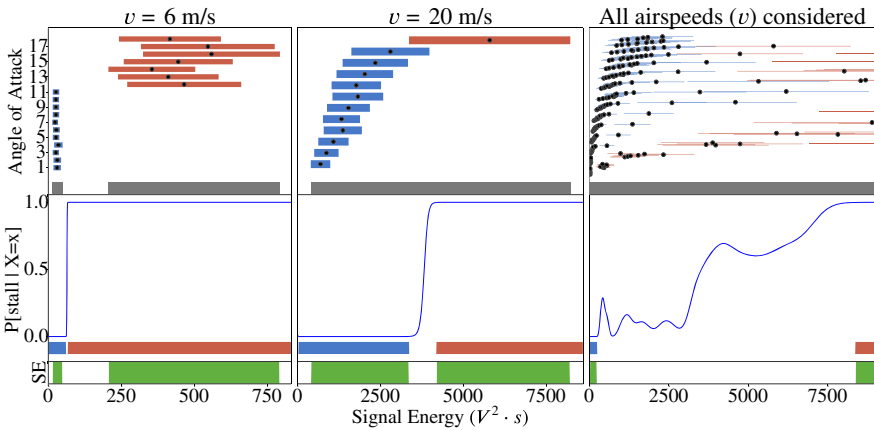 v = 6 m/s
v = 20 m/s
All airspeeds (v) considered
Angle of Attack
17
15
13
11
9
7
5
3
1
P[stall | X=x]
1.0
0.5
0.0
SE
0 250 500 750
0 2500 5000 7500
0 2500 5000 7500
Signal Energy (V² · s)